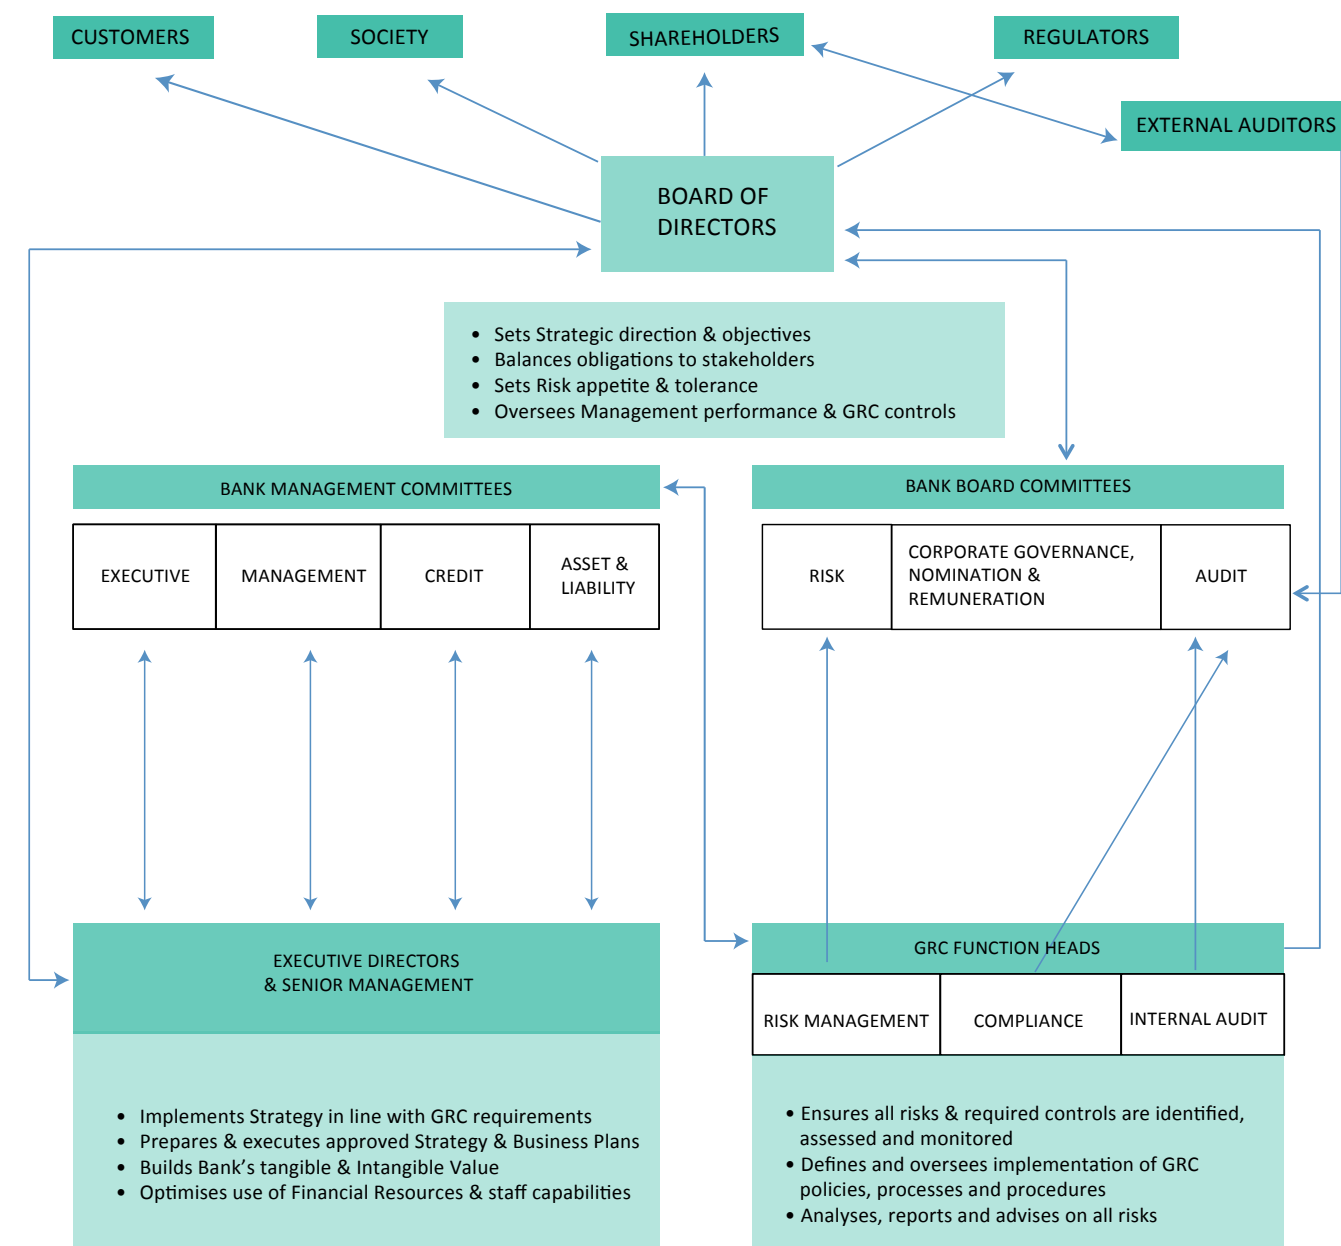 CUSTOMERS
SOCIETY
SHAREHOLDERS
REGULATORS
EXTERNAL AUDITORS
BOARD OF
DIRECTORS
• Sets Strategic direction & objectives
• Balances obligations to stakeholders
• Sets Risk appetite & tolerance
• Oversees Management performance & GRC controls
BANK MANAGEMENT COMMITTEES
EXECUTIVE
MANAGEMENT
CREDIT
ASSET &
LIABILITY
BANK BOARD COMMITTEES
RISK
CORPORATE GOVERNANCE,
NOMINATION &
REMUNERATION
AUDIT
EXECUTIVE DIRECTORS
& SENIOR MANAGEMENT
• Implements Strategy in line with GRC requirements
• Prepares & executes approved Strategy & Business Plans
• Builds Bank’s tangible & Intangible Value
• Optimises use of Financial Resources & staff capabilities
GRC FUNCTION HEADS
RISK MANAGEMENT
COMPLIANCE
INTERNAL AUDIT
• Ensures all risks & required controls are identified,
assessed and monitored
• Defines and oversees implementation of GRC
policies, processes and procedures
• Analyses, reports and advises on all risks